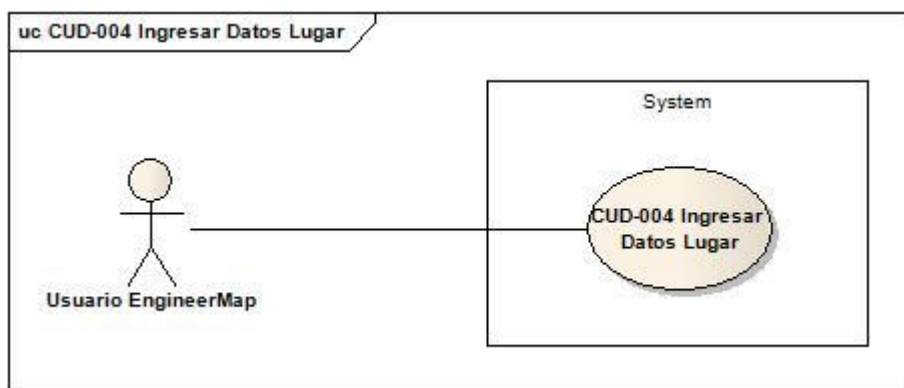 uc CUD-004 Ingresar Datos Lugar
System
CUD-004 Ingresar
Datos Lugar
Usuario EngineerMap